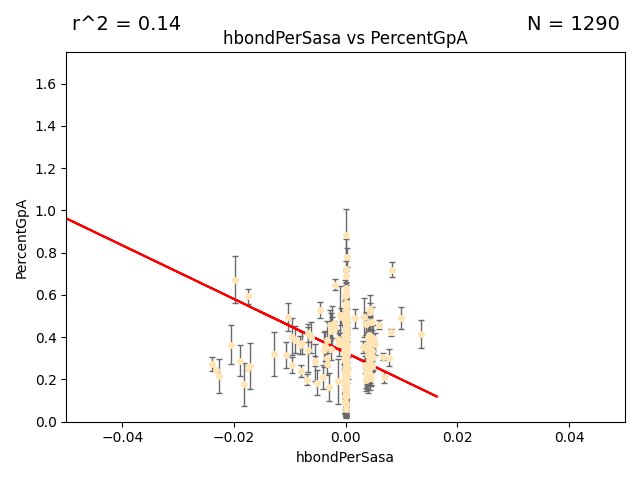 r^2 = 0.14
N = 1290
hbondPerSasa vs PercentGpA
1.6
1.4
1.2
1.0
0.8
0.6
0.4
0.2
0.0
PercentGpA
−0.04
−0.02
0.00
0.02
0.04
hbondPerSasa